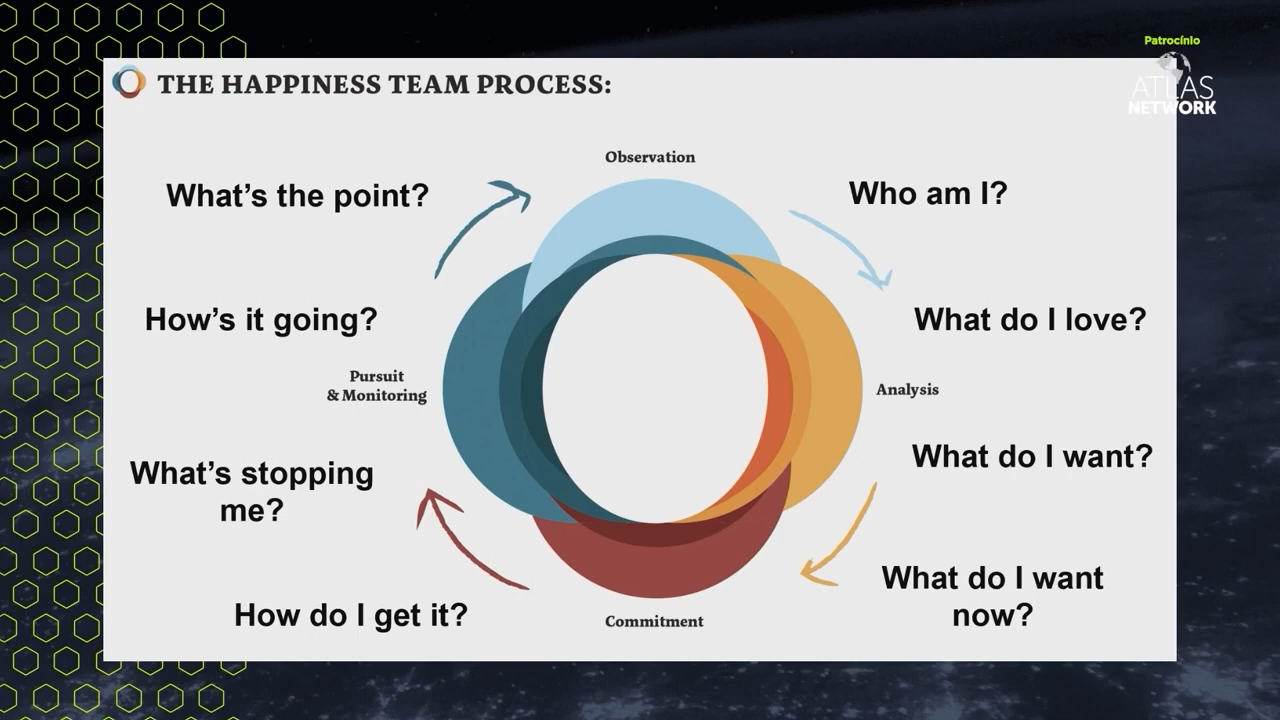 Patrocínio
ATLAS
NETWORK
THE HAPPINESS TEAM PROCESS:
Observation
What's the point?
Who am I?
How's it going?
What do I love?
Pursuit
& Monitoring
Analysis
What do I want?
What's stopping
me?
What do I want
now?
How do I get it?
Commitment